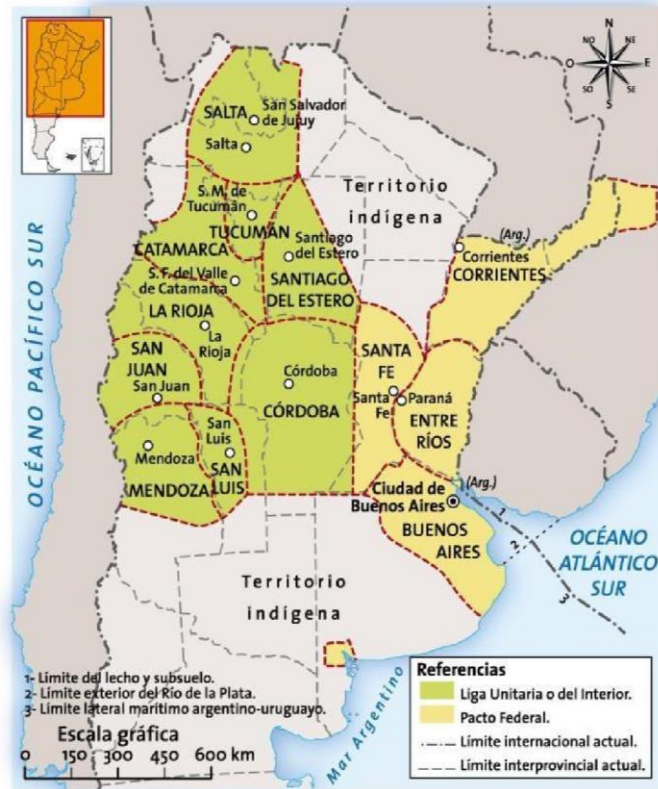 N
NO
NE
O
E
SO
SE
S
SALTA
San Salvador
de Jujuy
Salta
Territorio
indígena
S. M. de
Tucumán
TUCUMÁN
CATAMARCA
Santiago
del Estero
(Arg.)
Corrientes
CORRIENTES
S. F. del Valle
de Catamarca
SANTIAGO
DEL ESTERO
LA RIOJA
La
Rioja
SAN
JUAN
San Juan
SANTA
FE
Santa
Fe
Paraná
ENTRE
RÍOS
Córdoba
CÓRDOBA
San
Luis
Mendoza
SAN
LUIS
MENDOZA
Ciudad de
Buenos Aires
(Arg.)
BUENOS
AIRES
1
2
3
OCÉANO PACÍFICO SUR
OCÉANO
ATLÁNTICO
SUR
Territorio
indígena
Mar Argentino
1- Límite del lecho y subsuelo.
2- Límite exterior del Río de la Plata.
3- Límite lateral marítimo argentino-uruguayo.
Escala gráfica
0 150 300 450 600 km
Referencias
Liga Unitaria o del Interior.
Pacto Federal.
Límite internacional actual.
Límite interprovincial actual.